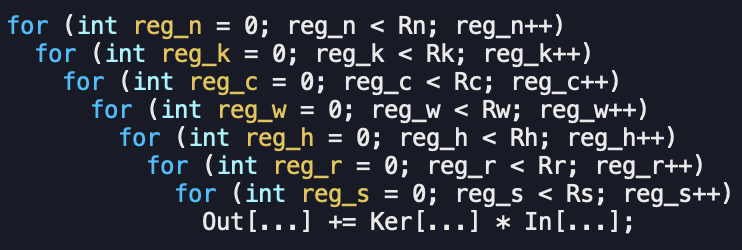 for (int reg_n = 0; reg_n < Rn; reg_n++)
for (int reg_k = 0; reg_k < Rk; reg_k++)
for (int reg_c = 0; reg_c < Rc; reg_c++)
for (int reg_w = 0; reg_w < Rw; reg_w++)
for (int reg_h = 0; reg_h < Rh; reg_h++)
for (int reg_r = 0; reg_r < Rr; reg_r++)
for (int reg_s = 0; reg_s < Rs; reg_s++)
Out[...] += Ker[...] * In[...];